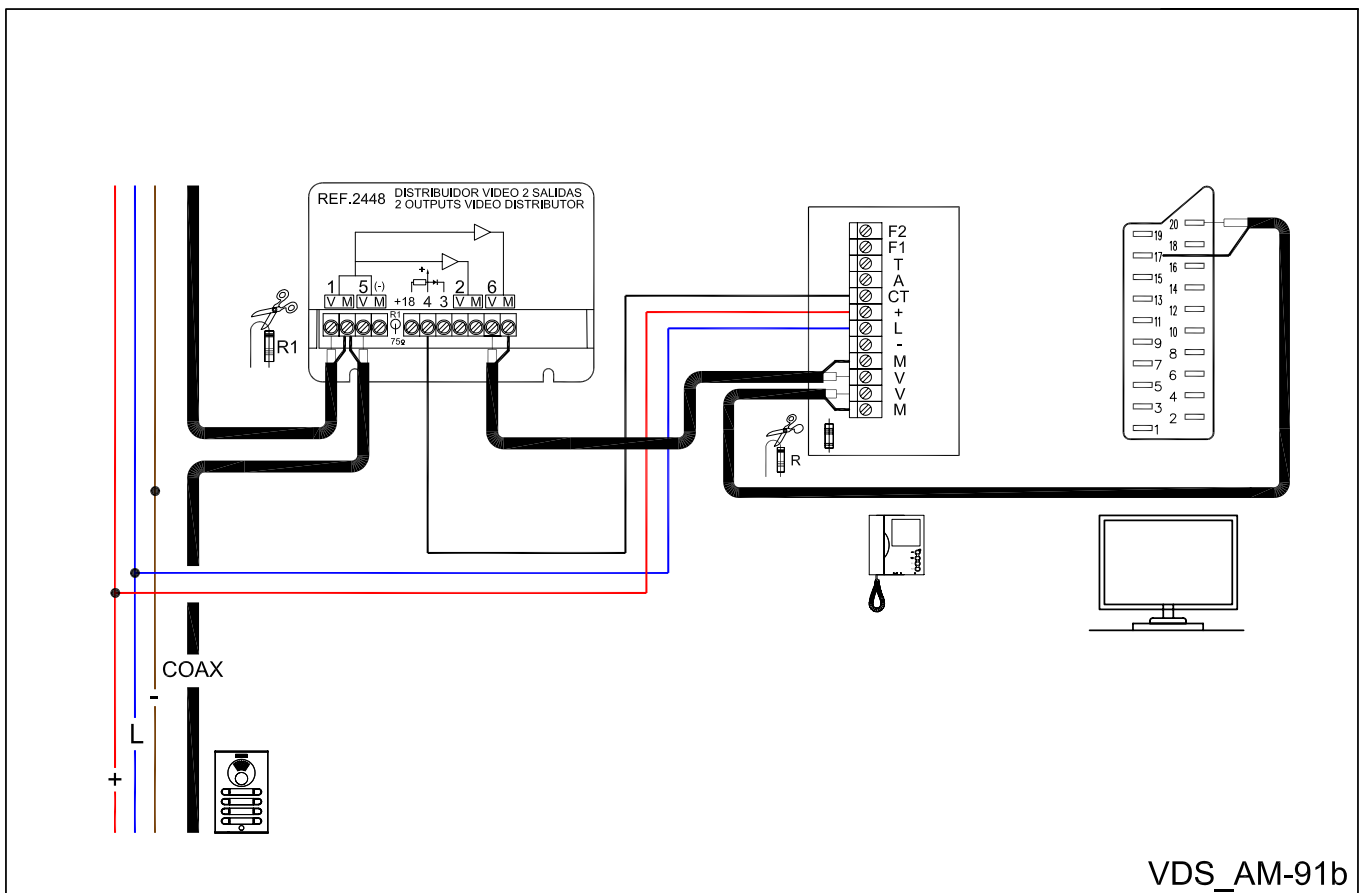 REF.2448
DISTRIBUIDOR VIDEO 2 SALIDAS
2 OUTPUTS VIDEO DISTRIBUTOR
1 5 (-) + 2 6
V M V M +18 4 3 V M V M
R1
75Ω
R1
F2
F1
T
A
CT
+
L
-
M
V
V
M
R
20
19
18
17
16
15
14
13
12
11
10
9
8
7
6
5
4
3
2
1
COAX
-
L
+
VDS_AM-91b